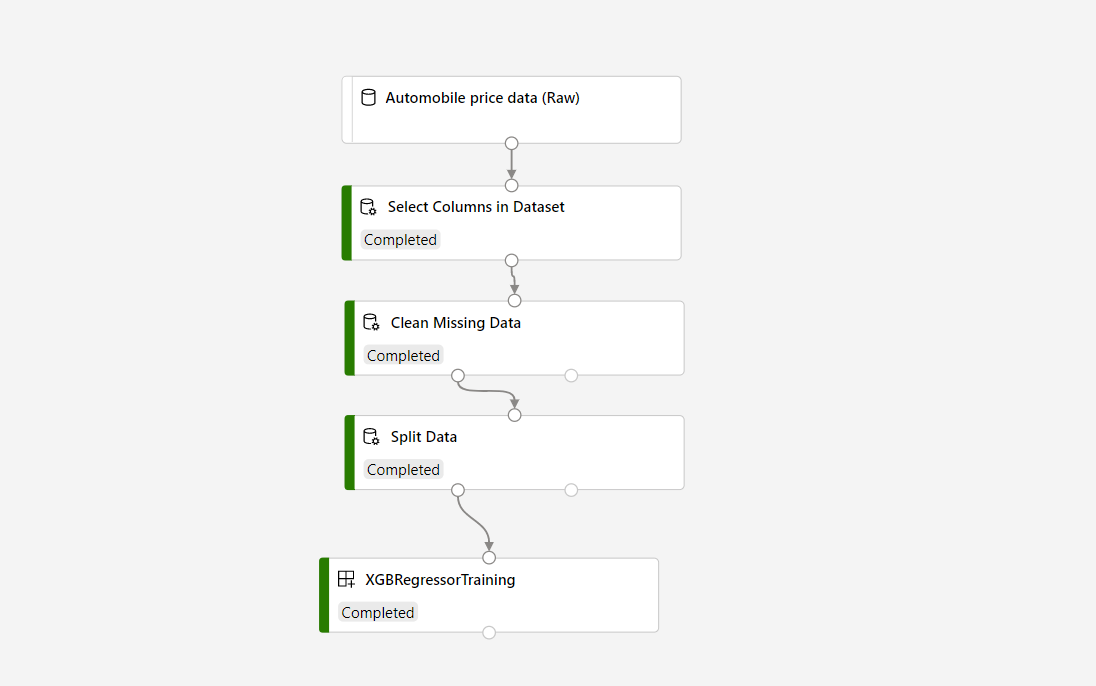 Automobile price data (Raw)
Select Columns in Dataset
Completed
Clean Missing Data
Completed
Split Data
Completed
XGBRegressorTraining
Completed